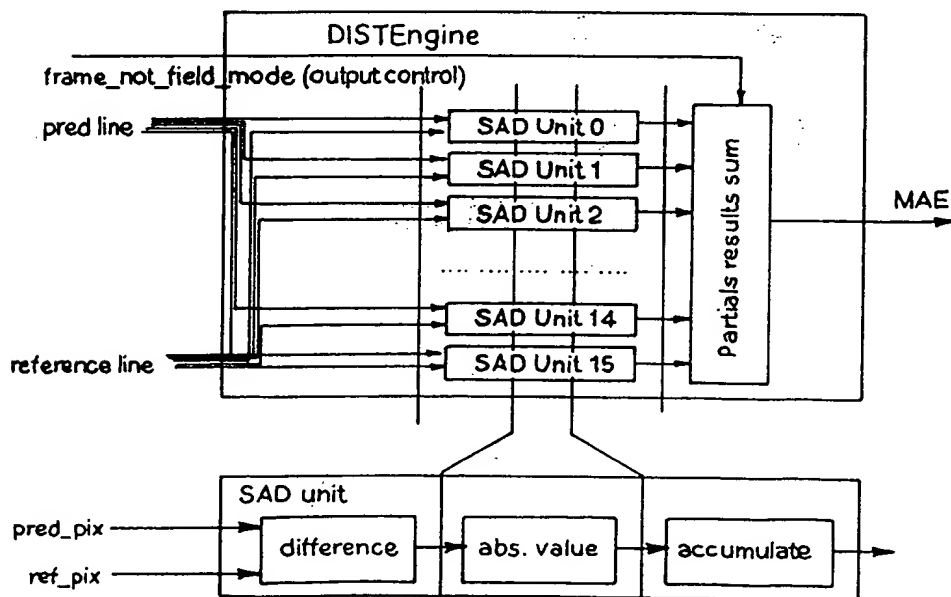 DISTEngine
frame_not_field_mode (output control)
pred line
SAD Unit 0
SAD Unit 1
SAD Unit 2
....................
SAD Unit 14
SAD Unit 15
reference line
Partials results sum
MAE
SAD unit
pred_pix
ref_pix
difference
abs. value
accumulate